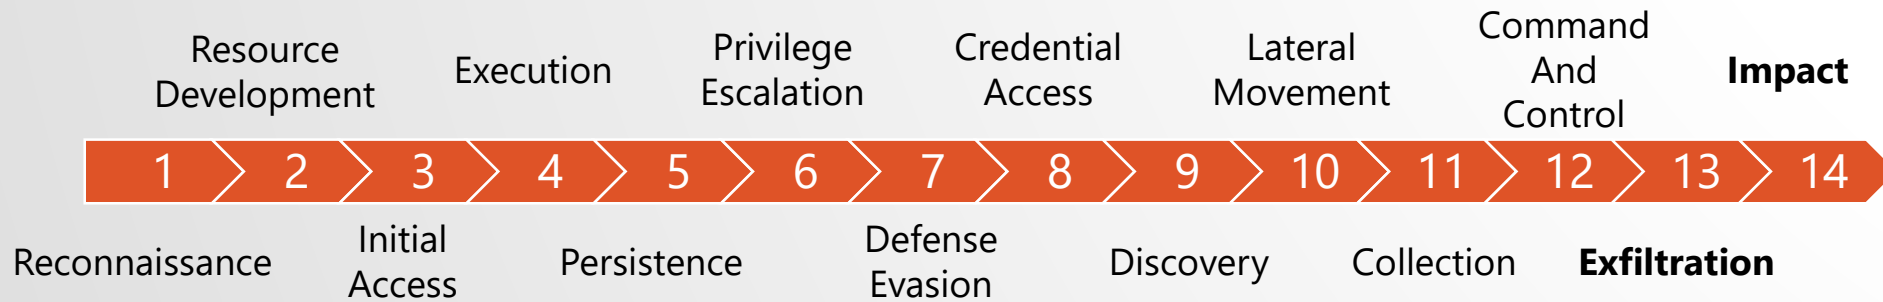 Resource
Development
Execution
Privilege
Escalation
Credential
Access
Lateral
Movement
Command
And
Control
Impact
1 2 3 4 5 6 7 8 9 10 11 12 13 14
Reconnaissance
Initial
Access
Persistence
Defense
Evasion
Discovery
Collection
Exfiltration